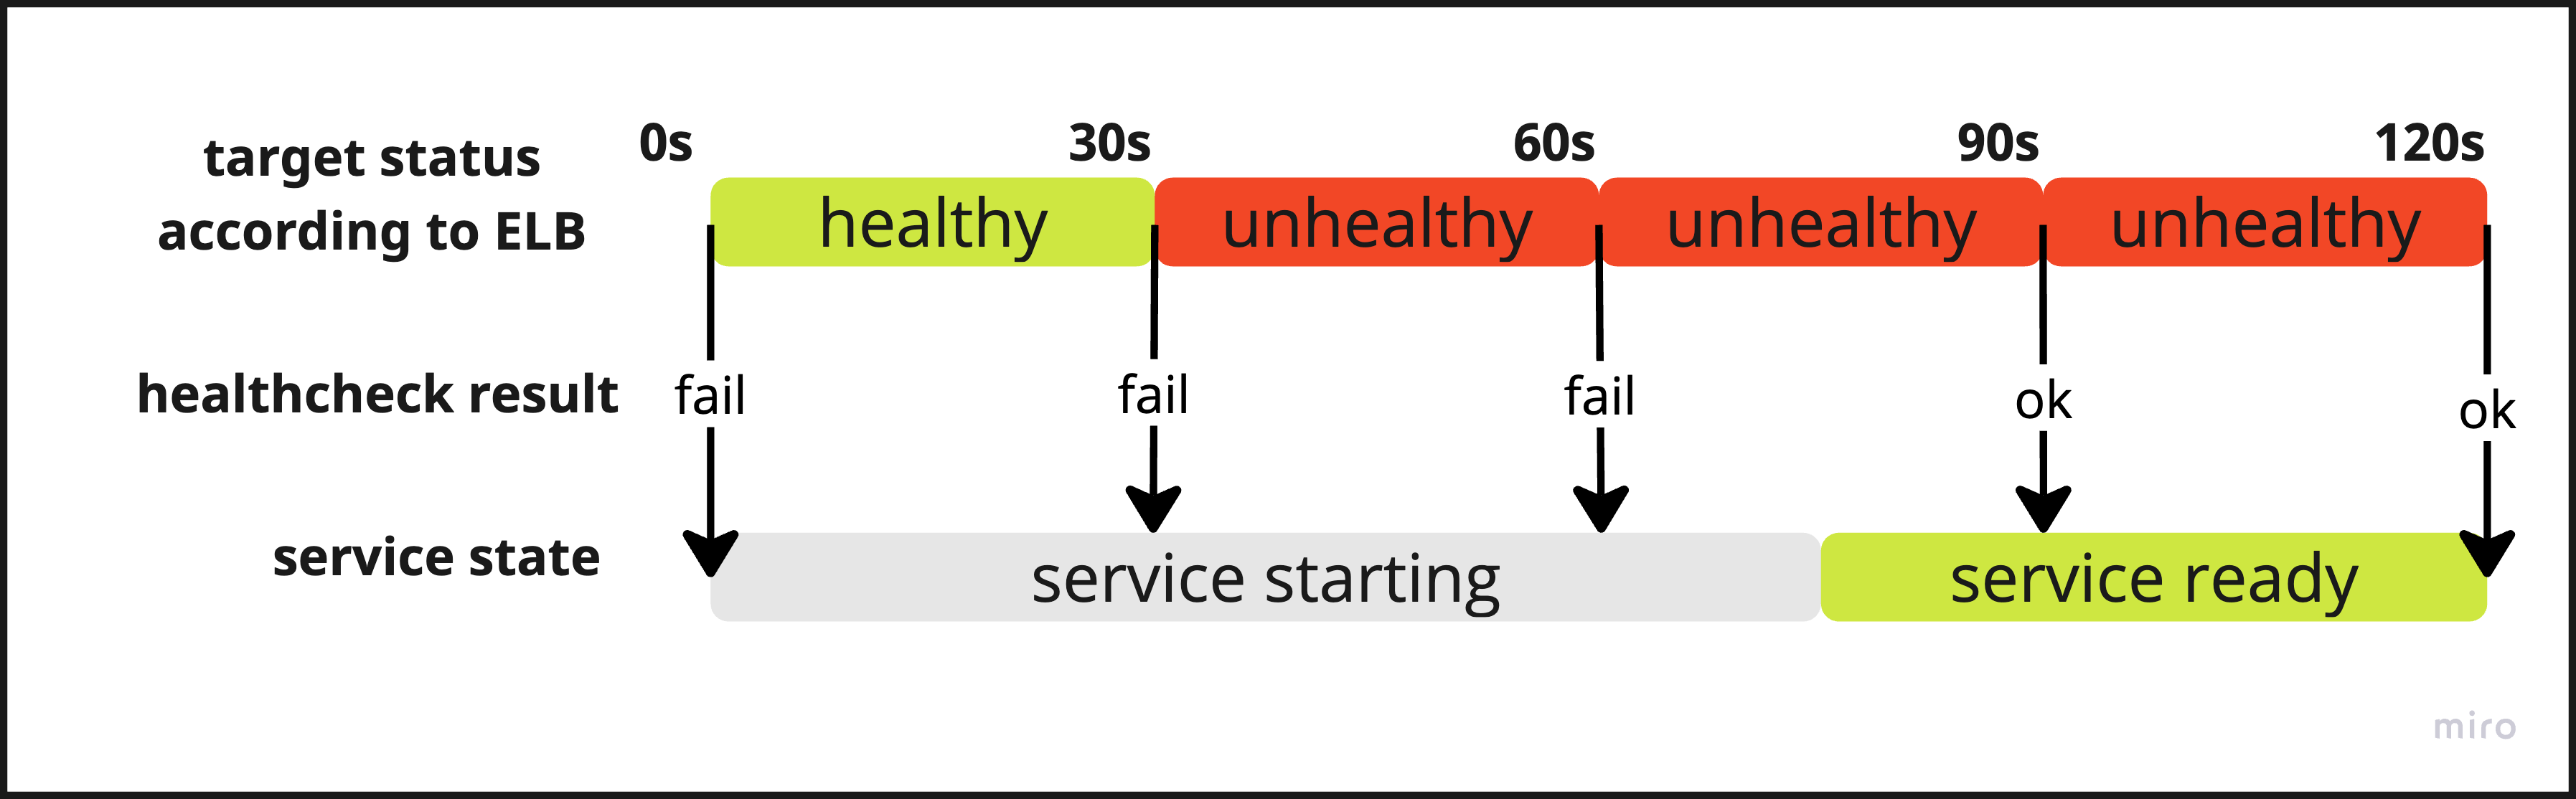 0s 30s 60s 90s 120s
target status
according to ELB
healthy unhealthy unhealthy unhealthy
healthcheck result
fail fail fail ok ok
service state
service starting service ready
miro